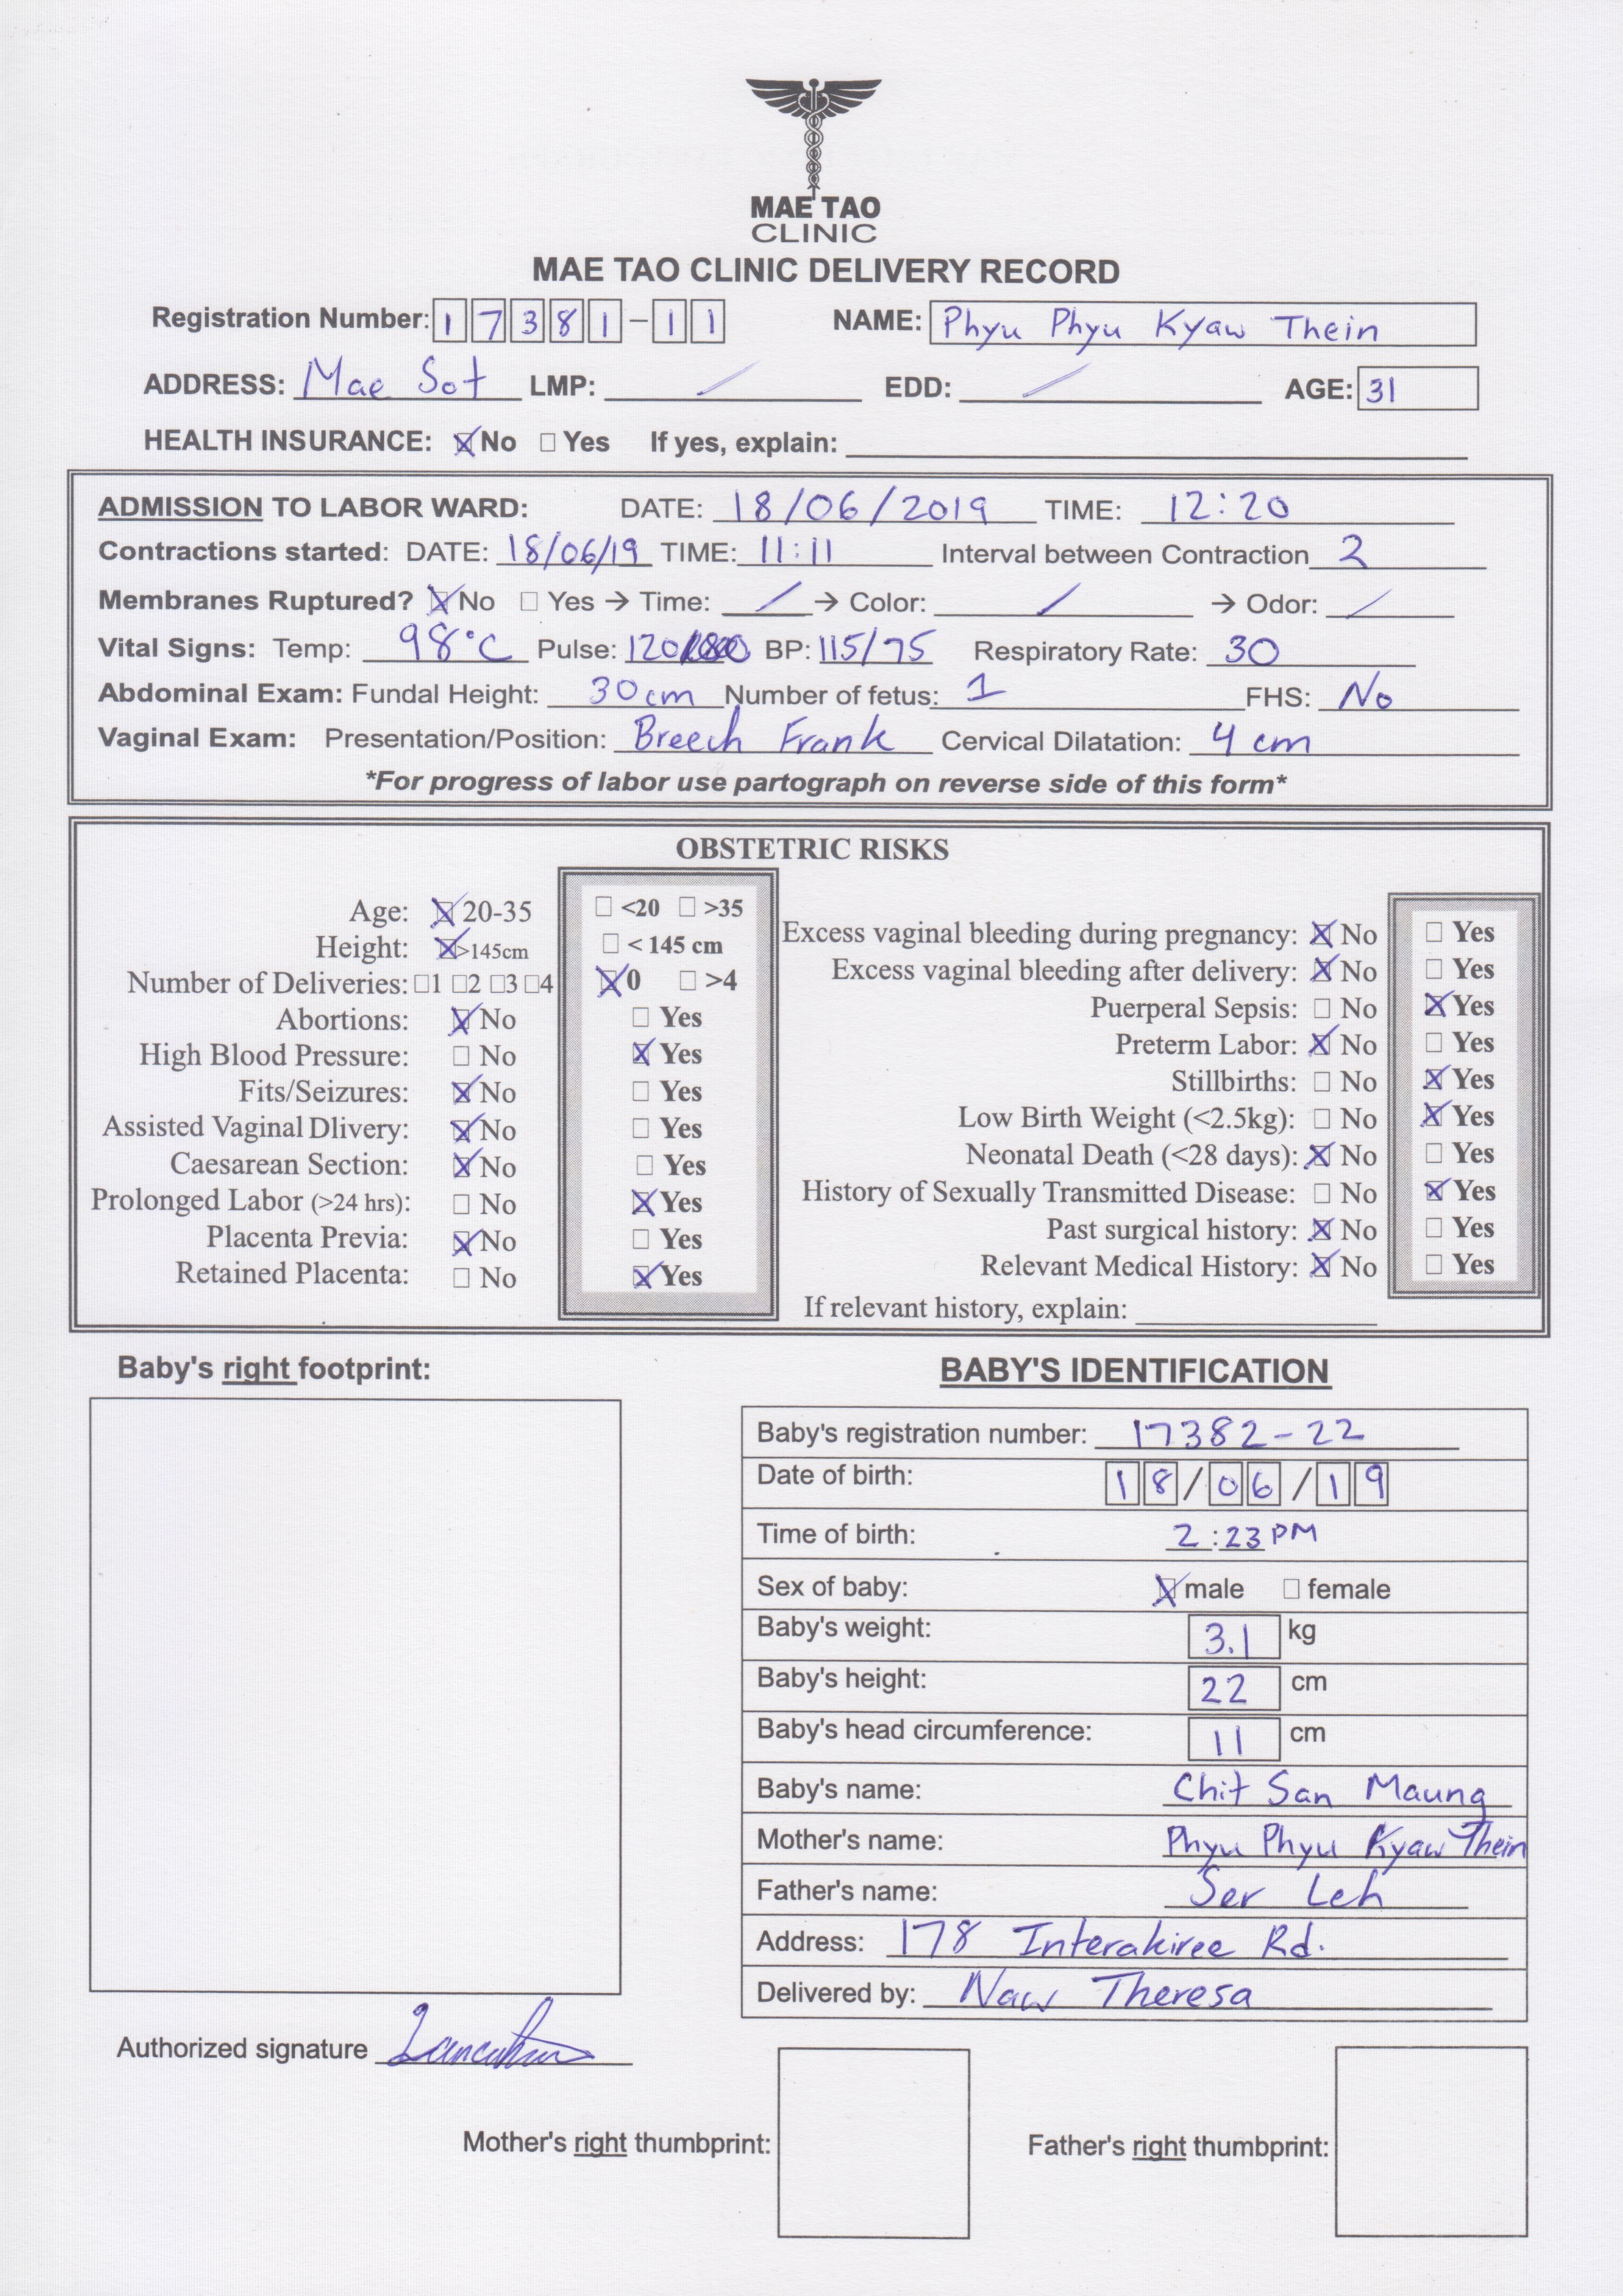 MAE TAO
CLINIC
MAE TAO CLINIC DELIVERY RECORD
Registration Number: 1 7 3 8 1 - 1 1 NAME: Phyu Phyu Kyaw Thein
ADDRESS: Mae Sot LMP: / EDD: / AGE: 31
HEALTH INSURANCE: ☒ No ☐ Yes If yes, explain:
ADMISSION TO LABOR WARD: DATE: 18/06/2019 TIME: 12:20
Contractions started: DATE: 18/06/19 TIME: 11:11 Interval between Contraction 2
Membranes Ruptured? ☒ No ☐ Yes → Time: / → Color: / → Odor: /
Vital Signs: Temp: 98°C Pulse: 120 BP: 115/75 Respiratory Rate: 30
Abdominal Exam: Fundal Height: 30cm Number of fetus: 1 FHS: No
Vaginal Exam: Presentation/Position: Breech Frank Cervical Dilatation: 4 cm
*For progress of labor use partograph on reverse side of this form*
OBSTETRIC RISKS
Age: ☒ 20-35 ☐ <20 ☐ >35
Height: ☒ >145cm ☐ < 145 cm
Number of Deliveries: ☐1 ☐2 ☐3 ☐4 ☒ 0 ☐ >4
Abortions: ☒ No ☐ Yes
High Blood Pressure: ☐ No ☒ Yes
Fits/Seizures: ☒ No ☐ Yes
Assisted Vaginal Dlivery: ☒ No ☐ Yes
Caesarean Section: ☒ No ☐ Yes
Prolonged Labor (>24 hrs): ☐ No ☒ Yes
Placenta Previa: ☒ No ☐ Yes
Retained Placenta: ☐ No ☒ Yes
Excess vaginal bleeding during pregnancy: ☒ No ☐ Yes
Excess vaginal bleeding after delivery: ☒ No ☐ Yes
Puerperal Sepsis: ☐ No ☒ Yes
Preterm Labor: ☒ No ☐ Yes
Stillbirths: ☐ No ☒ Yes
Low Birth Weight (<2.5kg): ☐ No ☒ Yes
Neonatal Death (<28 days): ☒ No ☐ Yes
History of Sexually Transmitted Disease: ☐ No ☒ Yes
Past surgical history: ☒ No ☐ Yes
Relevant Medical History: ☒ No ☐ Yes
If relevant history, explain:
Baby's right footprint:
BABY'S IDENTIFICATION
Baby's registration number: 17382-22
Date of birth: 18/06/19
Time of birth: 2:23 PM
Sex of baby: ☒ male ☐ female
Baby's weight: 3.1 kg
Baby's height: 22 cm
Baby's head circumference: 11 cm
Baby's name: Chit San Maung
Mother's name: Phyu Phyu Kyaw Thein
Father's name: Ser Leh
Address: 178 Interakiree Rd.
Delivered by: Naw Theresa
Authorized signature
Mother's right thumbprint: Father's right thumbprint: